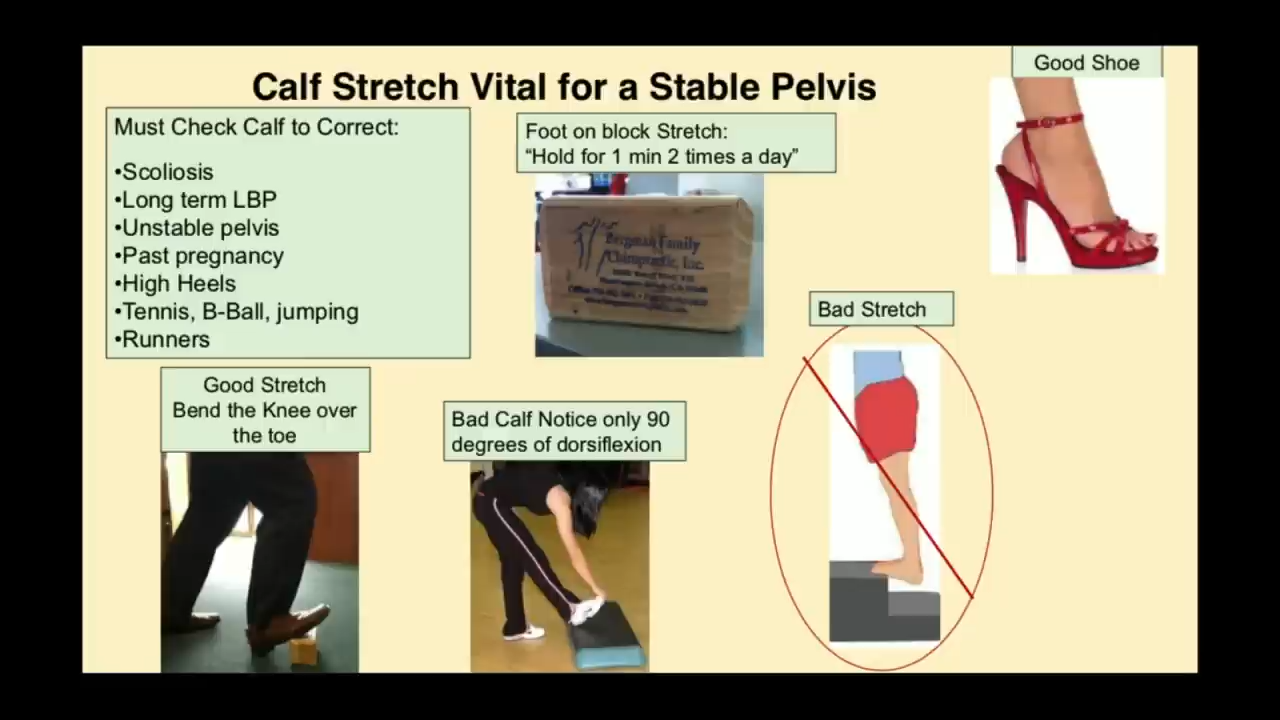 Calf Stretch Vital for a Stable Pelvis
Good Shoe
Must Check Calf to Correct:
•Scoliosis
•Long term LBP
•Unstable pelvis
•Past pregnancy
•High Heels
•Tennis, B-Ball, jumping
•Runners
Foot on block Stretch:
“Hold for 1 min 2 times a day”
Bergman Family
Chiropractic, Inc.
Bad Stretch
Good Stretch
Bend the Knee over
the toe
Bad Calf Notice only 90
degrees of dorsiflexion